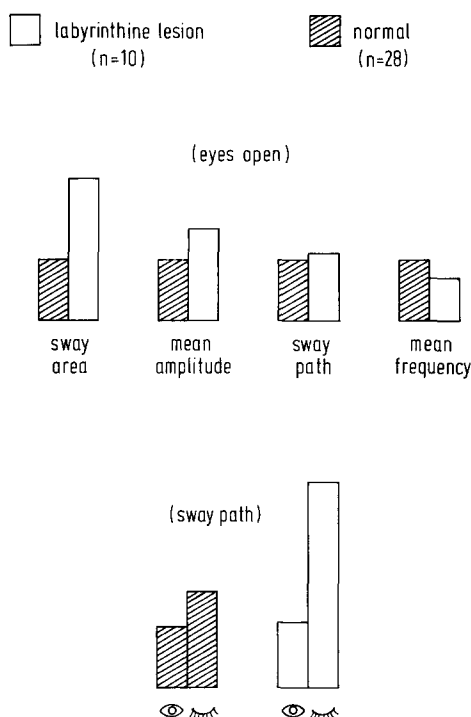 labyrinthine lesion
(n=10)
normal
(n=28)
(eyes open)
sway
area
mean
amplitude
sway
path
mean
frequency
(sway path)